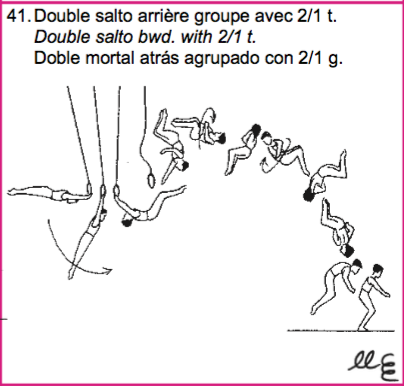 41. Double salto arrière groupe avec 2/1 t.
Double salto bwd. with 2/1 t.
Doble mortal atrás agrupado con 2/1 g.